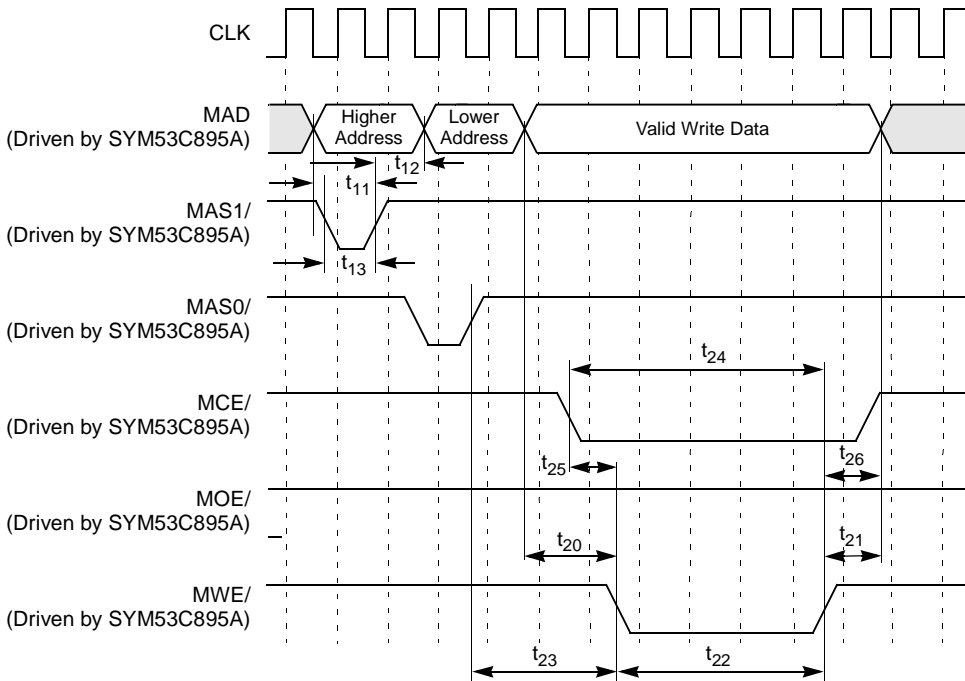 CLK
MAD
(Driven by SYM53C895A)
Higher
Address
Lower
Address
Valid Write Data
t12
t11
MAS1/
(Driven by SYM53C895A)
t13
MAS0/
(Driven by SYM53C895A)
t24
MCE/
(Driven by SYM53C895A)
t25
t26
MOE/
(Driven by SYM53C895A)
t20
t21
MWE/
(Driven by SYM53C895A)
t23
t22